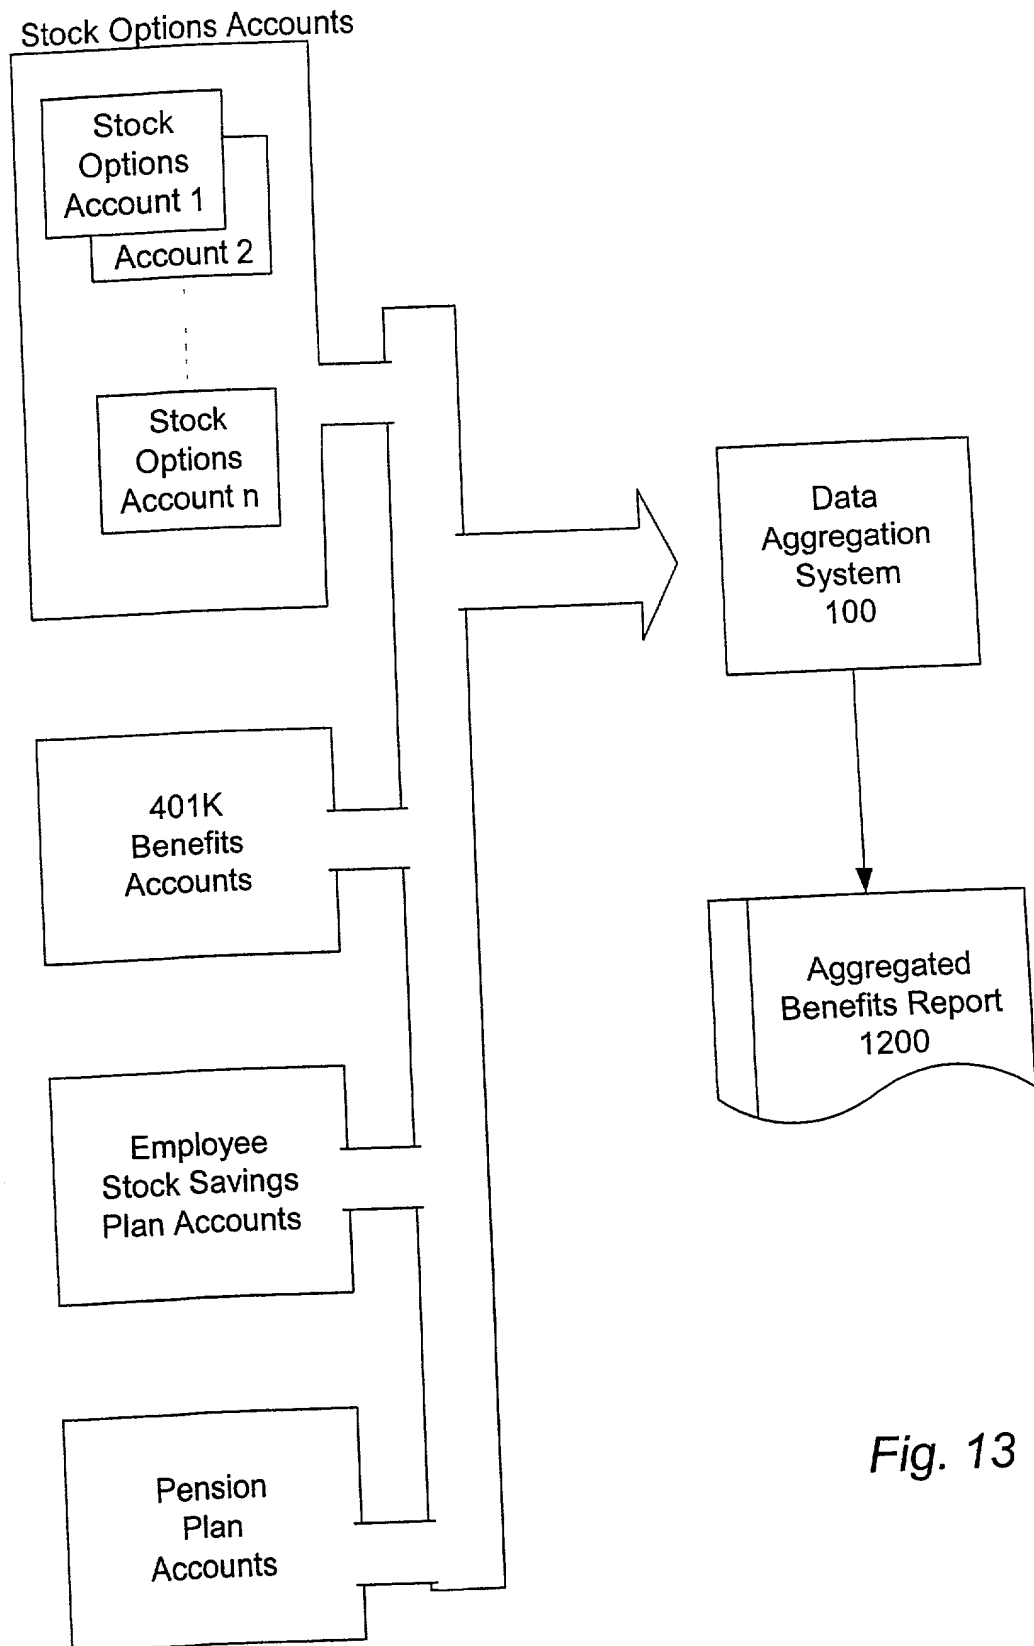 Stock Options Accounts
Stock
Options
Account 1
Account 2
Stock
Options
Account n
Data
Aggregation
System
100
401K
Benefits
Accounts
Aggregated
Benefits Report
1200
Employee
Stock Savings
Plan Accounts
Pension
Plan
Accounts
Fig. 13